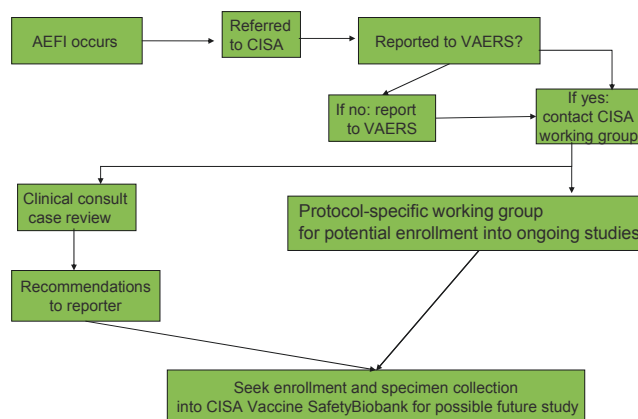 AEFI occurs
Referred
to CISA
Reported to VAERS?
If no: report
to VAERS
If yes:
contact CISA
working group
Clinical consult
case review
Protocol-specific working group
for potential enrollment into ongoing studies
Recommendations
to reporter
Seek enrollment and specimen collection
into CISA Vaccine SafetyBiobank for possible future study